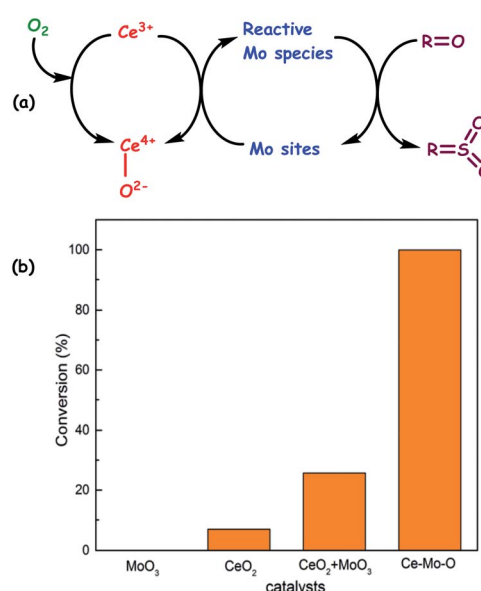 O₂
Ce³⁺
Reactive
Mo species
R=O
(a)
Ce⁴⁺
Mo sites
O
R=S
O²⁻
O
(b)
100
80
60
40
20
0
Conversion (%)
MoO₃
CeO₂
CeO₂+MoO₃
Ce-Mo-O
catalysts